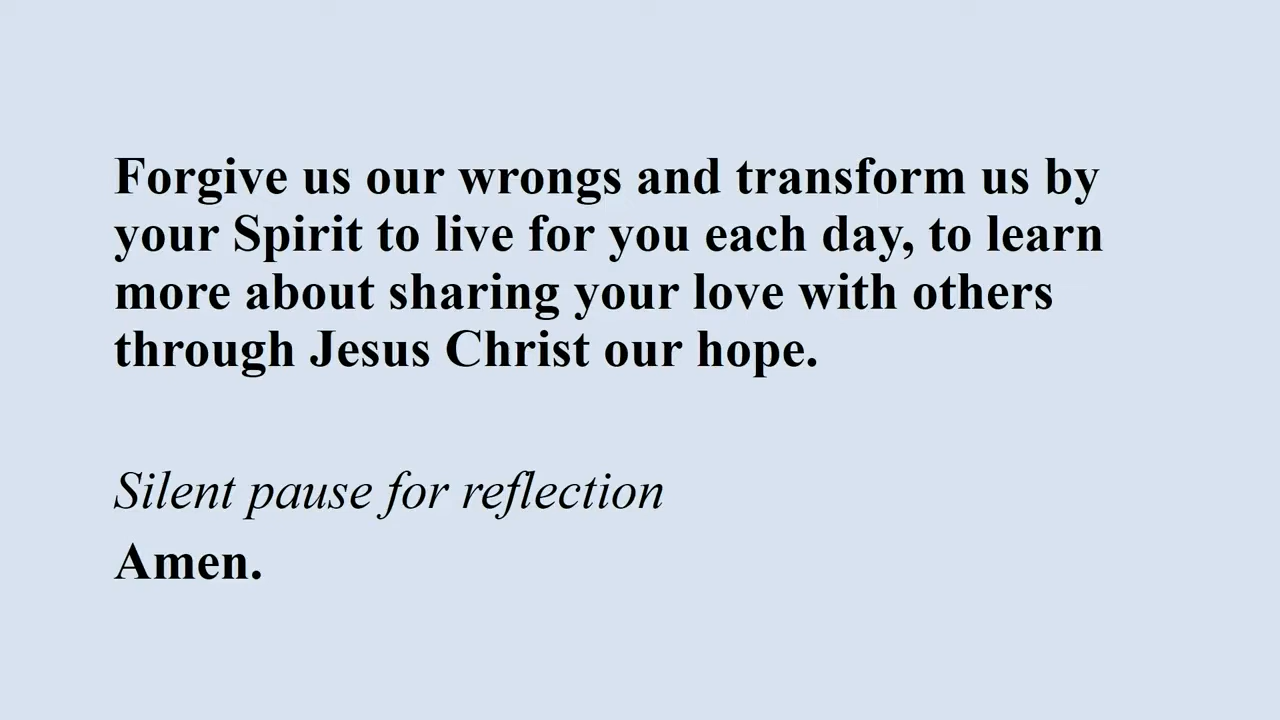 Forgive us our wrongs and transform us by
your Spirit to live for you each day, to learn
more about sharing your love with others
through Jesus Christ our hope.
Silent pause for reflection
Amen.